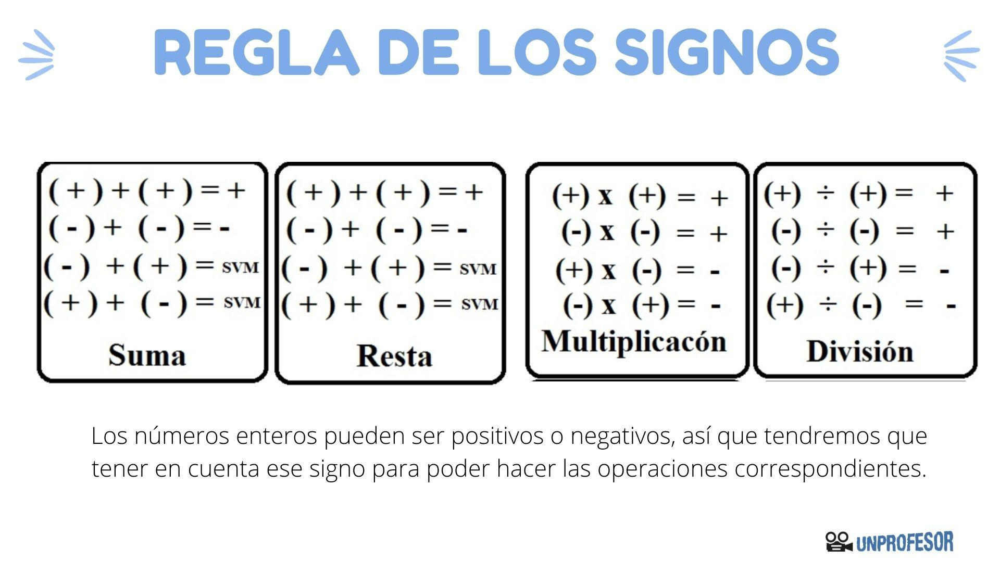 REGLA DE LOS SIGNOS
( + ) + ( + ) = +
( - ) + ( - ) = -
( - ) + ( + ) = SVM
( + ) + ( - ) = SVM
Suma
( + ) + ( + ) = +
( - ) + ( - ) = -
( - ) + ( + ) = SVM
( + ) + ( - ) = SVM
Resta
(+) x (+) = +
(-) x (-) = +
(+) x (-) = -
(-) x (+) = -
Multiplicacón
(+) ÷ (+) = +
(-) ÷ (-) = +
(-) ÷ (+) = -
(+) ÷ (-) = -
División
Los números enteros pueden ser positivos o negativos, así que tendremos que
tener en cuenta ese signo para poder hacer las operaciones correspondientes.
UNPROFESOR